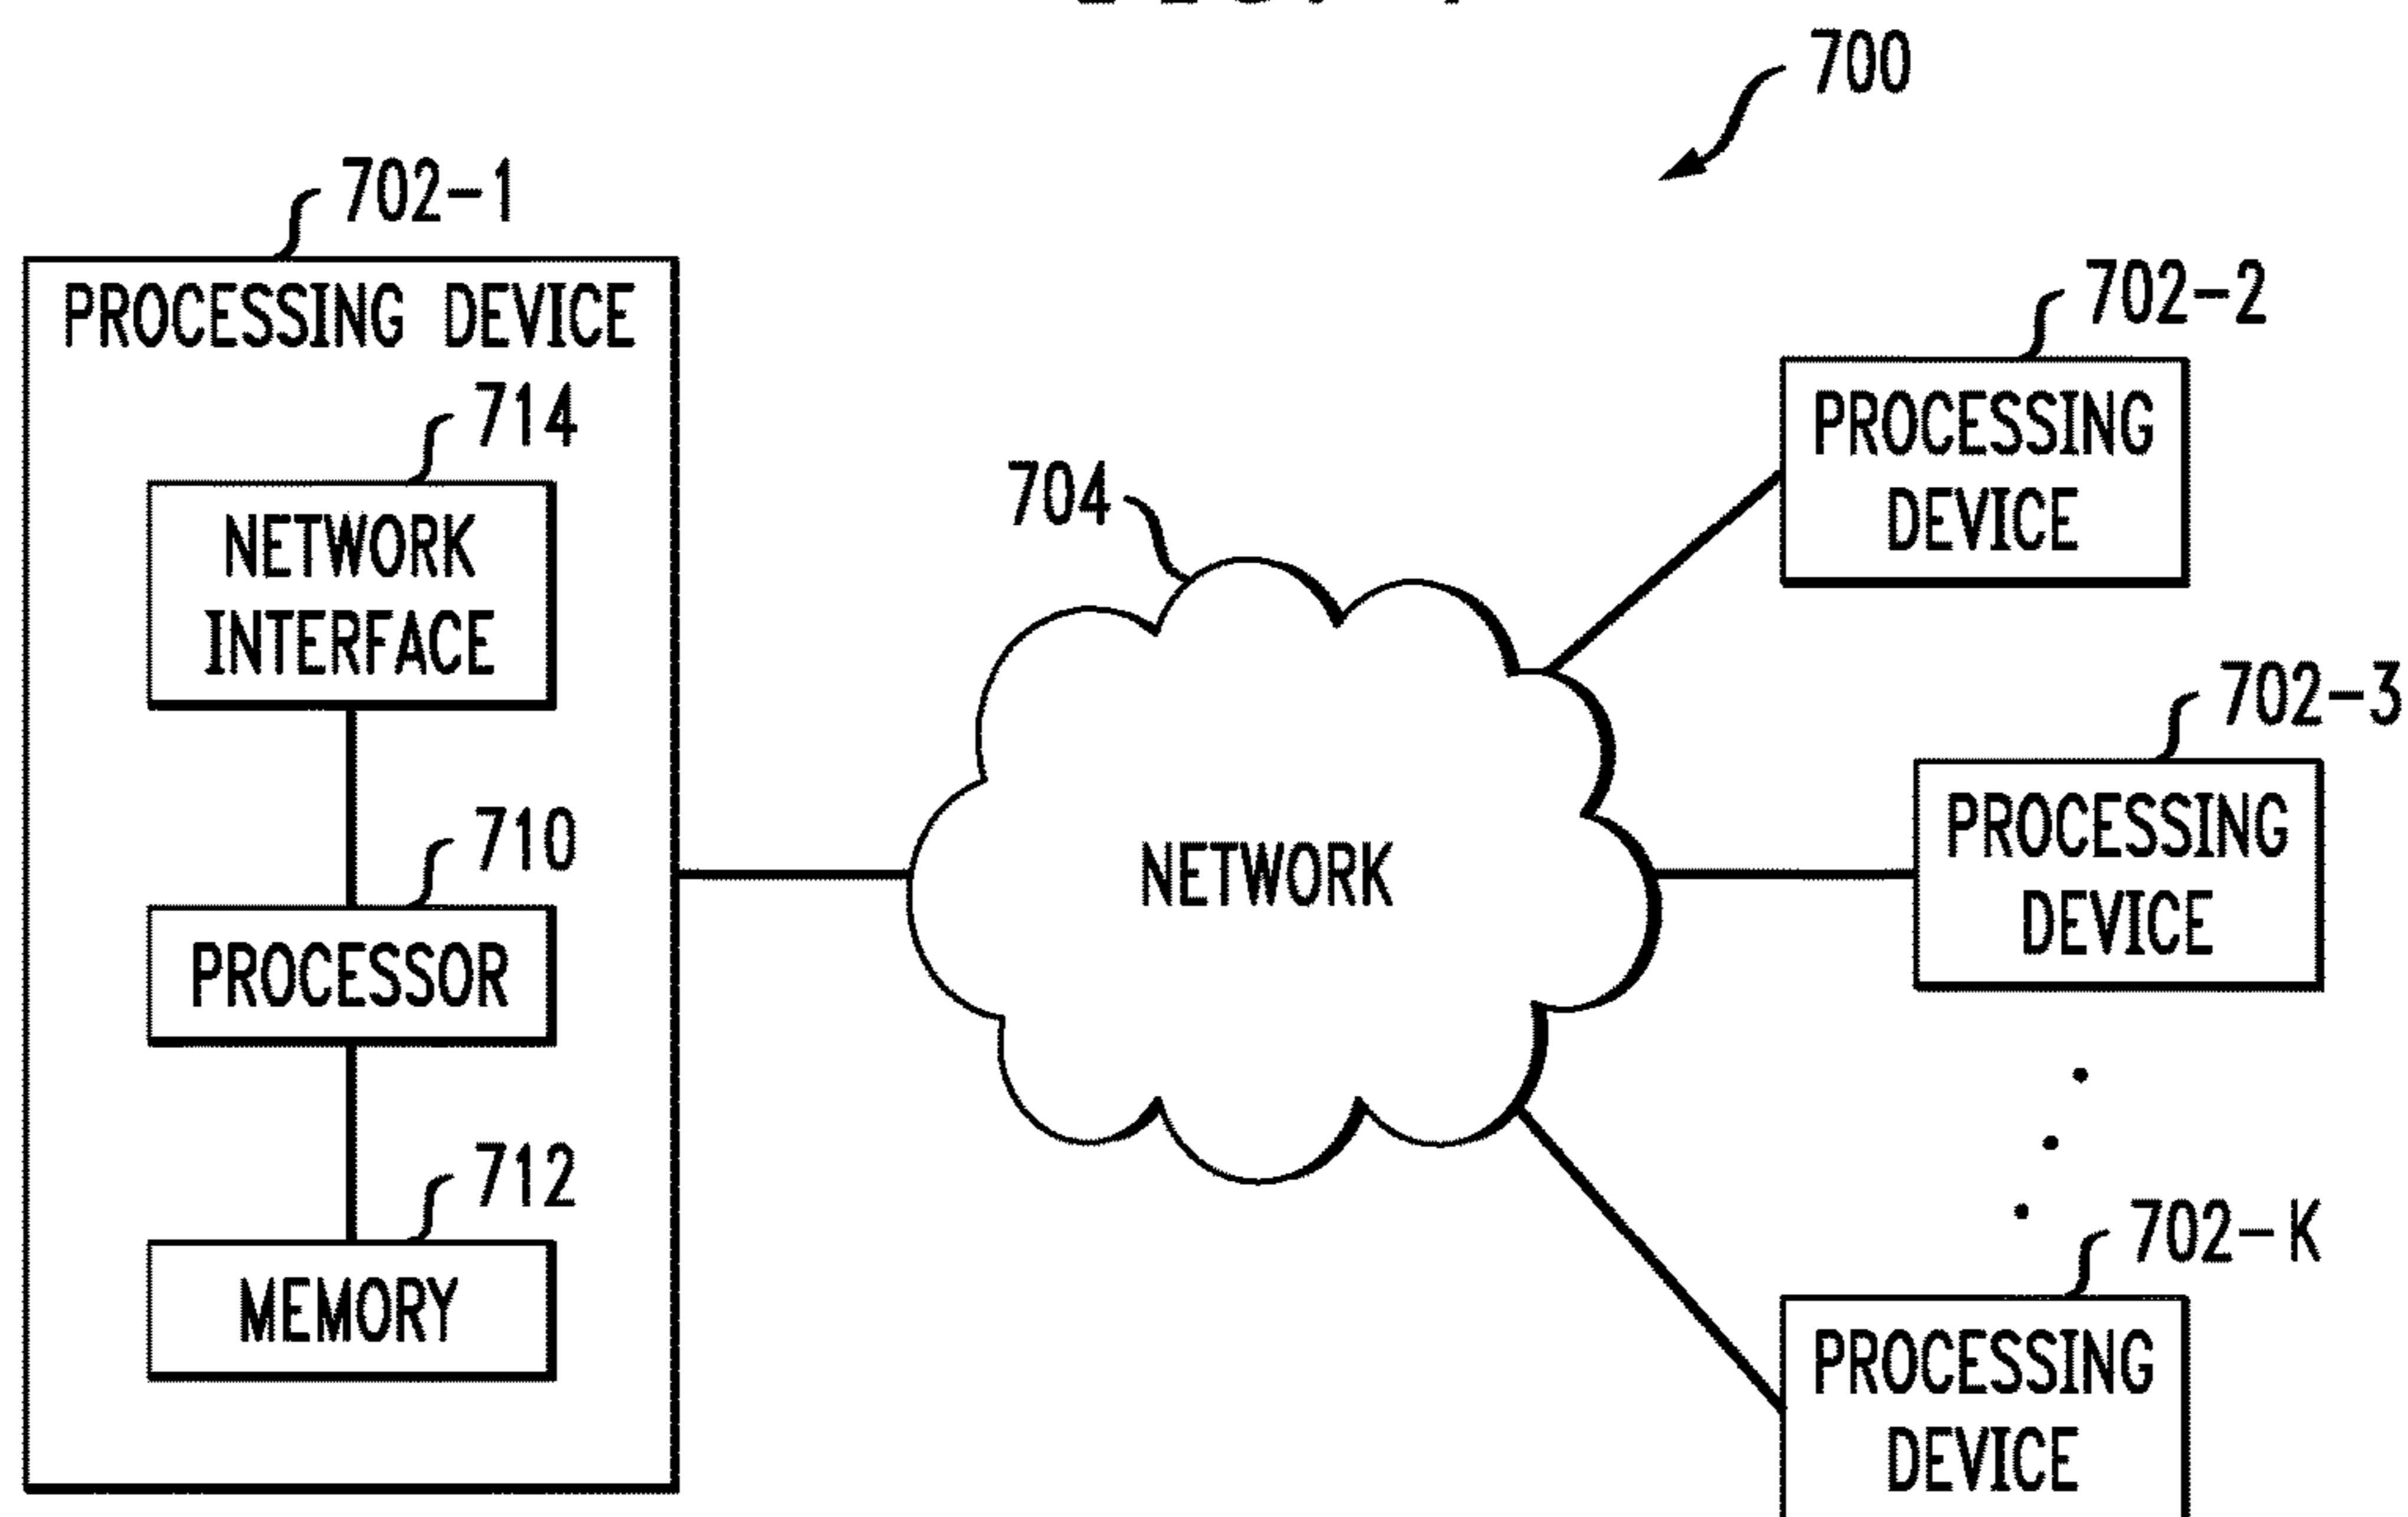 700
702-1
PROCESSING DEVICE
714
NETWORK
INTERFACE
710
PROCESSOR
712
MEMORY
704
NETWORK
702-2
PROCESSING
DEVICE
702-3
PROCESSING
DEVICE
702-K
PROCESSING
DEVICE